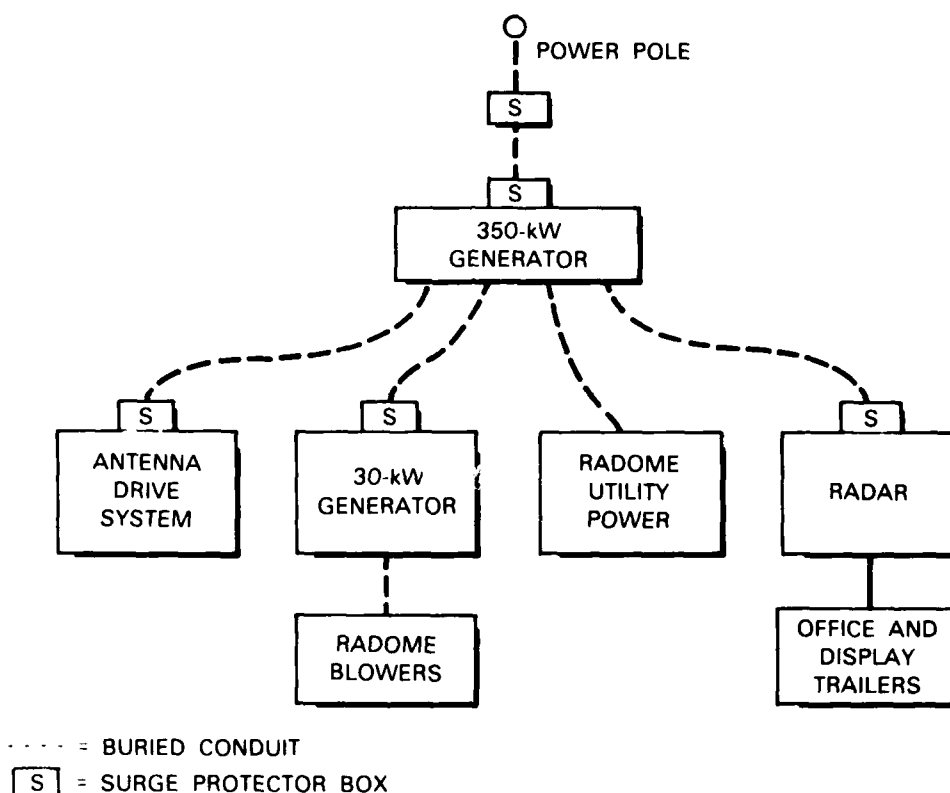 POWER POLE
S
S
350-kW
GENERATOR
S
S
S
ANTENNA
DRIVE
SYSTEM
30-kW
GENERATOR
RADOME
UTILITY
POWER
RADAR
RADOME
BLOWERS
OFFICE AND
DISPLAY
TRAILERS
---- = BURIED CONDUIT
S = SURGE PROTECTOR BOX